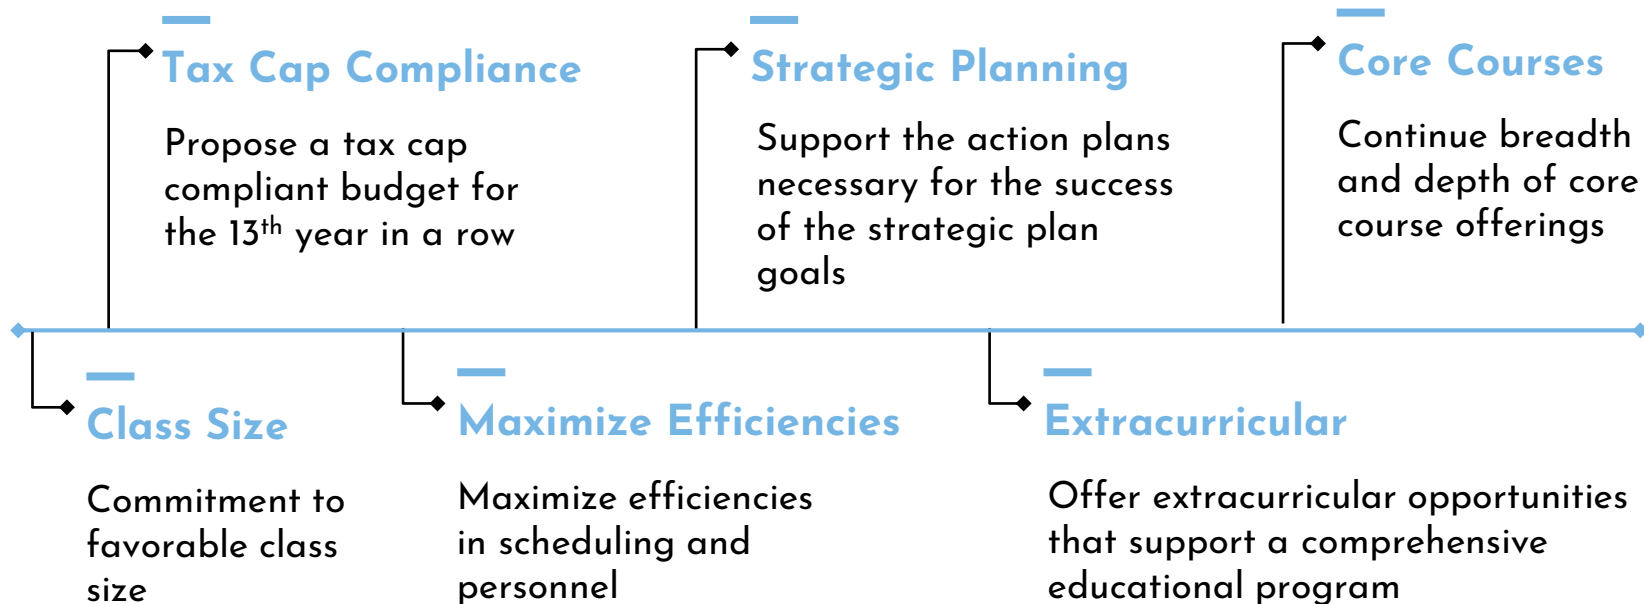 Tax Cap Compliance
Propose a tax cap
compliant budget for
the 13th year in a row
Strategic Planning
Support the action plans
necessary for the success
of the strategic plan
goals
Core Courses
Continue breadth
and depth of core
course offerings
Class Size
Commitment to
favorable class
size
Maximize Efficiencies
Maximize efficiencies
in scheduling and
personnel
Extracurricular
Offer extracurricular opportunities
that support a comprehensive
educational program